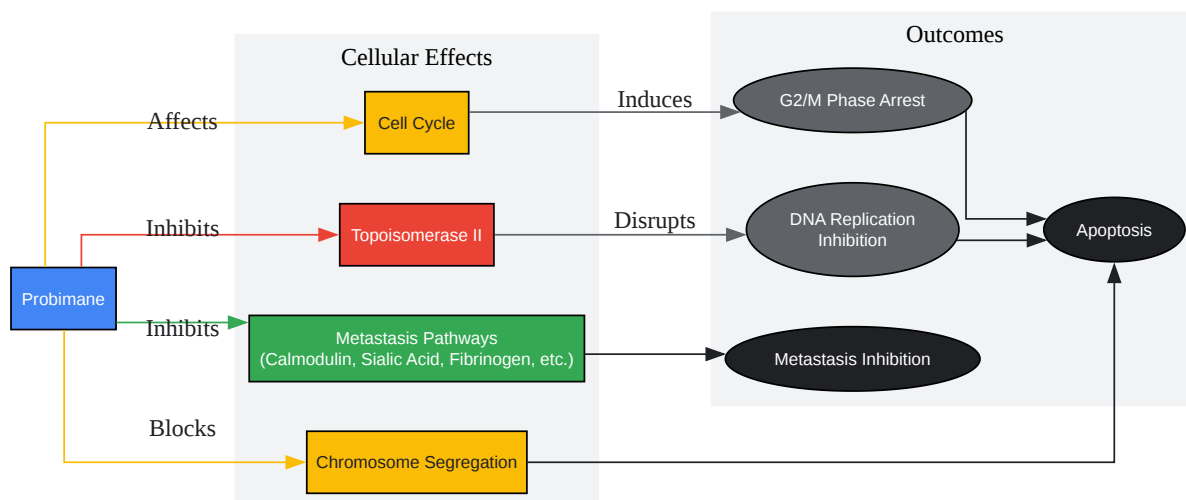 Outcomes
Cellular Effects
G2/M Phase Arrest
Induces
Affects
Cell Cycle
DNA Replication
Inhibition
Disrupts
Inhibits
Topoisomerase II
Apoptosis
Probimane
Inhibits
Metastasis Pathways
(Calmodulin, Sialic Acid, Fibrinogen, etc.)
Metastasis Inhibition
Blocks
Chromosome Segregation